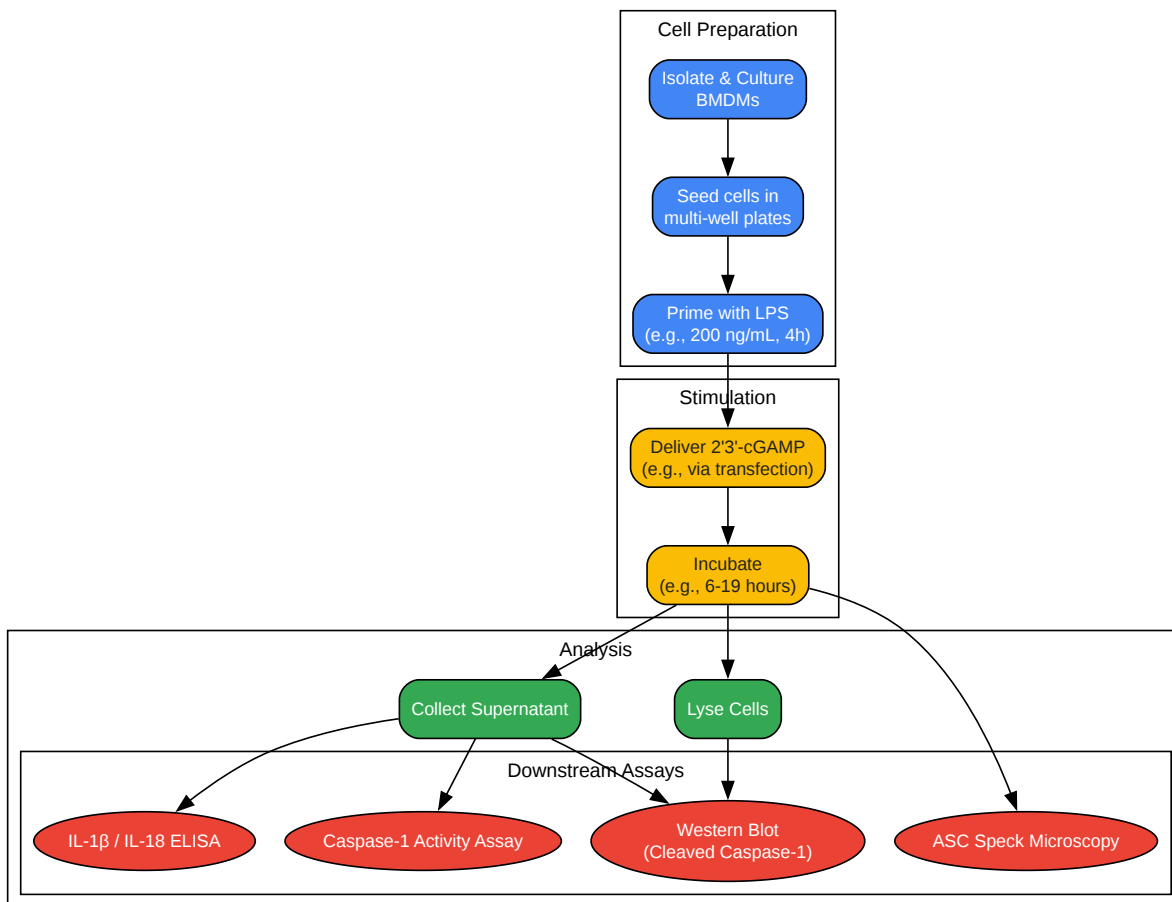 Cell Preparation
Isolate & Culture
BMDMs
Seed cells in
multi-well plates
Prime with LPS
(e.g., 200 ng/mL, 4h)
Stimulation
Deliver 2'3'-cGAMP
(e.g., via transfection)
Incubate
(e.g., 6-19 hours)
Analysis
Collect Supernatant
Lyse Cells
Downstream Assays
IL-1β / IL-18 ELISA
Caspase-1 Activity Assay
Western Blot
(Cleaved Caspase-1)
ASC Speck Microscopy